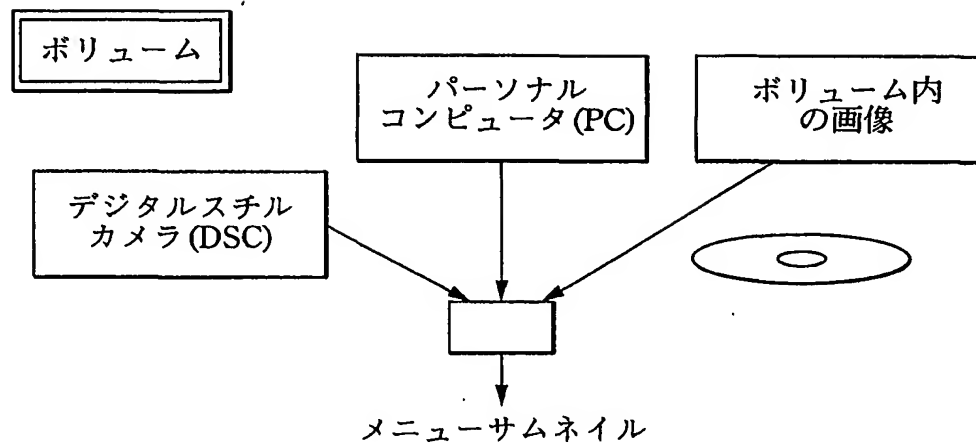 ボリューム
パーソナル
コンピュータ(PC)
ボリューム内
の画像
デジタルスチル
カメラ(DSC)
メニューサムネイル